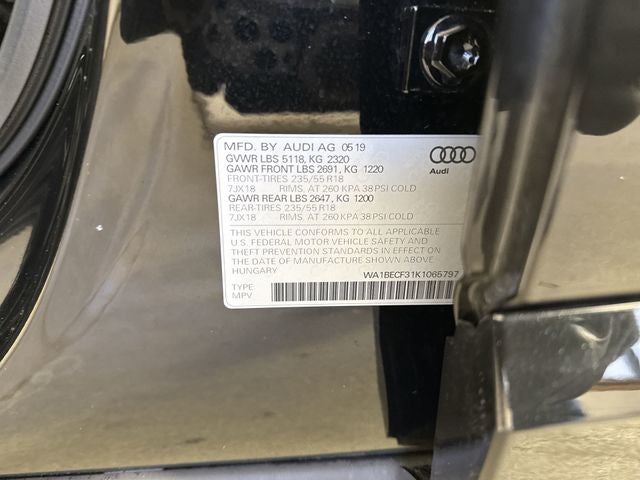 MFD. BY AUDI AG 05 19
GVWR LBS 5118, KG 2320
GAWR FRONT LBS 2691, KG 1220
FRONT-TIRES 235/55 R18
7JX18 RIMS, AT 260 KPA 38 PSI COLD
GAWR REAR LBS 2647, KG 1200
REAR-TIRES 235/55 R18
7JX18 RIMS, AT 260 KPA 38 PSI COLD
Audi
THIS VEHICLE CONFORMS TO ALL APPLICABLE
U.S. FEDERAL MOTOR VEHICLE SAFETY AND
THEFT PREVENTION STANDARDS IN EFFECT ON
THE DATE OF MANUFACTURE SHOWN ABOVE.
HUNGARY WA1BECF31K1065797
TYPE
MPV